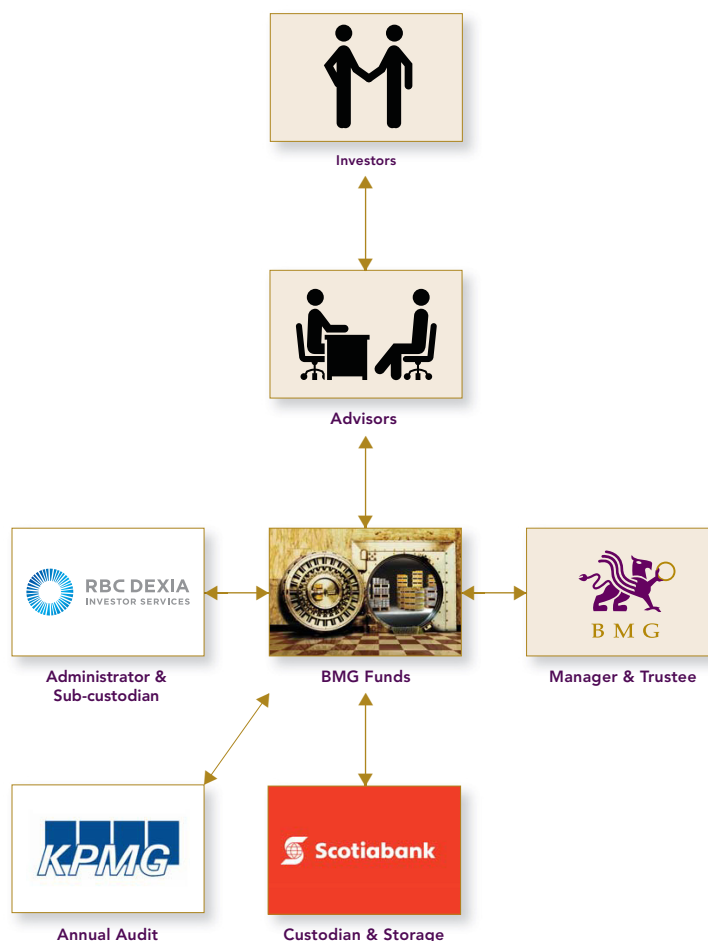 Investors
Advisors
RBC DEXIA
INVESTOR SERVICES
BMG
Administrator &
Sub-custodian
BMG Funds
Manager & Trustee
KPMG
Scotiabank
Annual Audit
Custodian & Storage